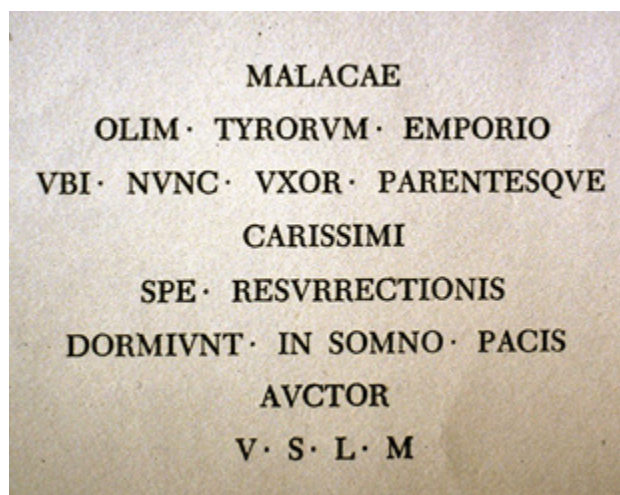 MALACAE
OLIM · TYRORVM · EMPORIO
VBI · NVNC · VXOR · PARENTESQVE
CARISSIMI
SPE · RESVRRECTIONIS
DORMIVNT · IN SOMNO · PACIS
AVCTOR
V · S · L · M